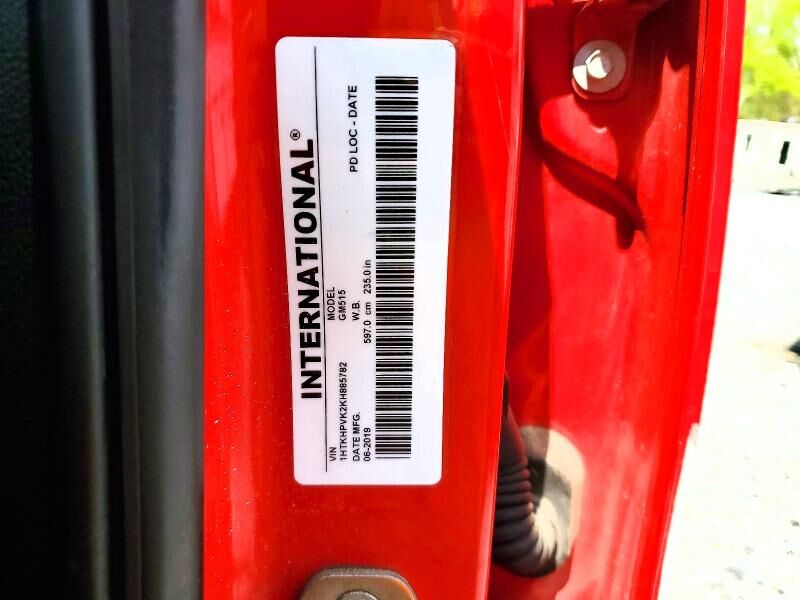 INTERNATIONAL®
VIN MODEL
1HTKHPVK2KH885782 GM515
DATE MFG. W.B. PD LOC - DATE
06-2019 597.0 cm 235.0 in